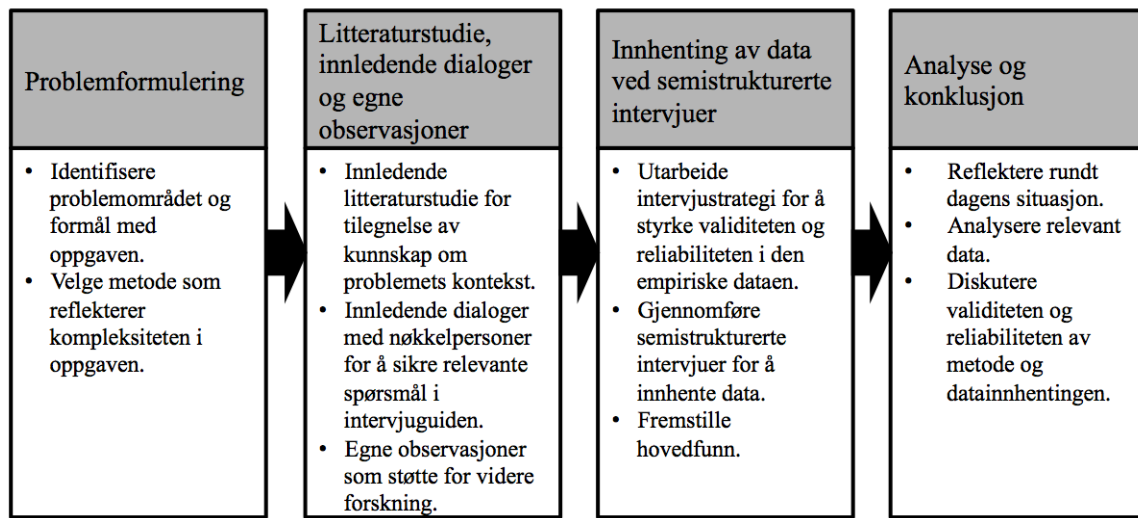 Problemformulering
• Identifisere
problemområdet og
formål med
oppgaven.
• Velge metode som
reflekterer
kompleksiteten i
oppgaven.
Litteraturstudie,
innledende dialoger
og egne
observasjoner
• Innledende
litteraturstudie for
tilegnelse av
kunnskap om
problemets kontekst.
• Innledende dialoger
med nøkkelpersoner
for å sikre relevante
spørsmål i
intervjuguiden.
• Egne observasjoner
som støtte for videre
forskning.
Innhenting av data
ved semistrukturerte
intervjuer
• Utarbeide
intervjustrategi for å
styrke validiteten og
reliabiliteten i den
empiriske dataen.
• Gjennomføre
semistrukturerte
intervjuer for å
innhente data.
• Fremstille
hovedfunn.
Analyse og
konklusjon
• Reflektere rundt
dagens situasjon.
• Analysere relevant
data.
• Diskutere
validiteten og
reliabiliteten av
metode og
datainnhentingen.